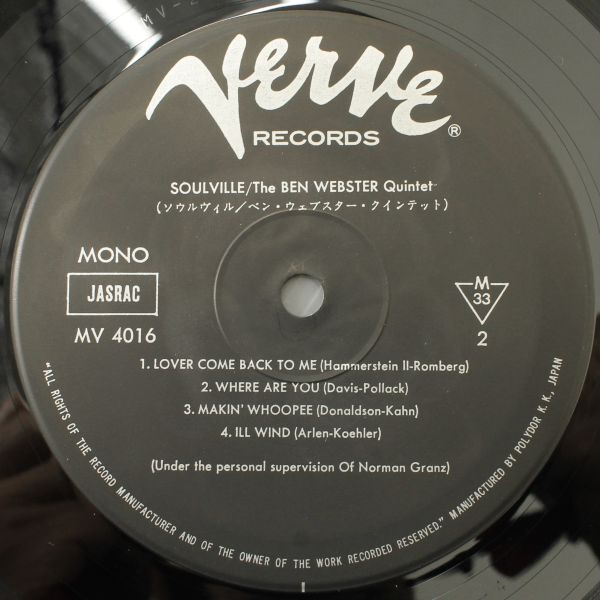 MV-2
Verve®
RECORDS
SOULVILLE/The BEN WEBSTER Quintet
(ソウルヴィル/ベン・ウェブスター・クインテット)
MONO
JASRAC
MV 4016
M
33
2
1. LOVER COME BACK TO ME (Hammerstein II-Romberg)
2. WHERE ARE YOU (Davis-Pollack)
3. MAKIN' WHOOPEE (Donaldson-Kahn)
4. ILL WIND (Arlen-Koehler)
(Under the personal supervision Of Norman Granz)
"ALL RIGHTS OF THE RECORD MANUFACTURER AND OF THE OWNER OF THE WORK RECORDED RESERVED." MANUFACTURED BY POLYDOR K. K., JAPAN